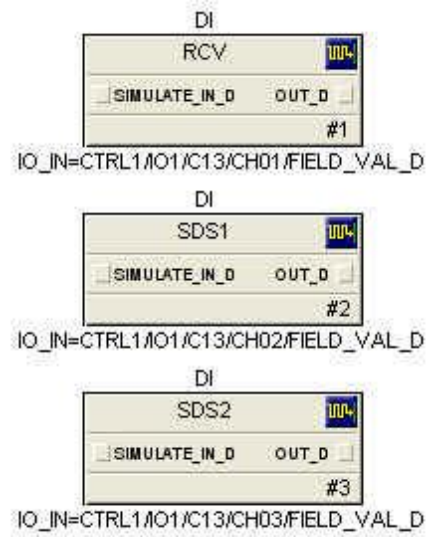 DI
RCV
SIMULATE_IN_D OUT_D
#1
IO_IN=CTRL1/IO1/C13/CH01/FIELD_VAL_D
DI
SDS1
SIMULATE_IN_D OUT_D
#2
IO_IN=CTRL1/IO1/C13/CH02/FIELD_VAL_D
DI
SDS2
SIMULATE_IN_D OUT_D
#3
IO_IN=CTRL1/IO1/C13/CH03/FIELD_VAL_D